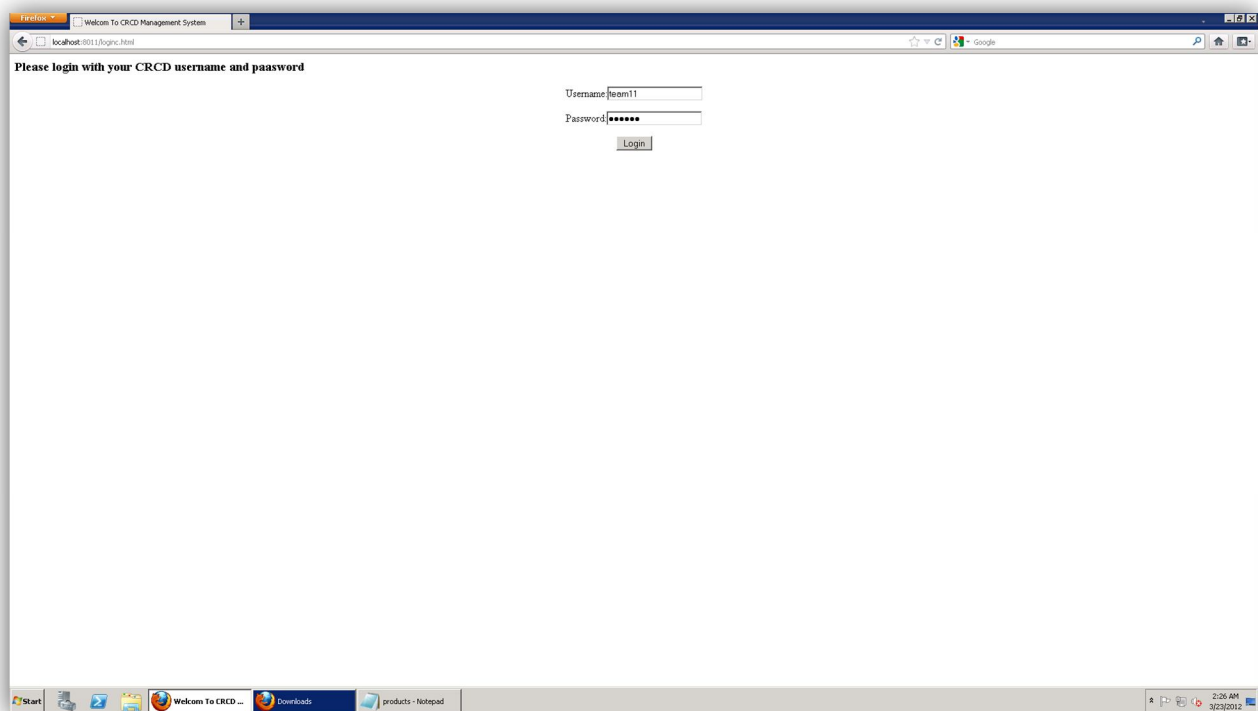 Firefox
Welcom To CRCD Management System
localhost:8011/loginc.html
Google
Please login with your CRCD username and paasword
Username:team11
Password:●●●●●●
Login
Start
Welcom To CRCD ...
Downloads
products - Notepad
2:26 AM
3/23/2012